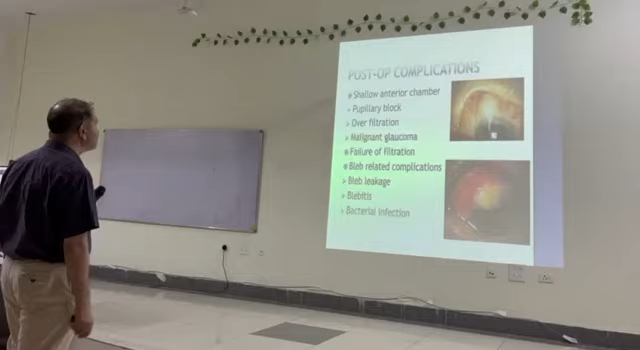 POST-OP COMPLICATIONS
Shallow anterior chamber
Pupillary block
Over filtration
Malignant glaucoma
Failure of filtration
Bleb related complications
Bleb leakage
Blebitis
Bacterial infection